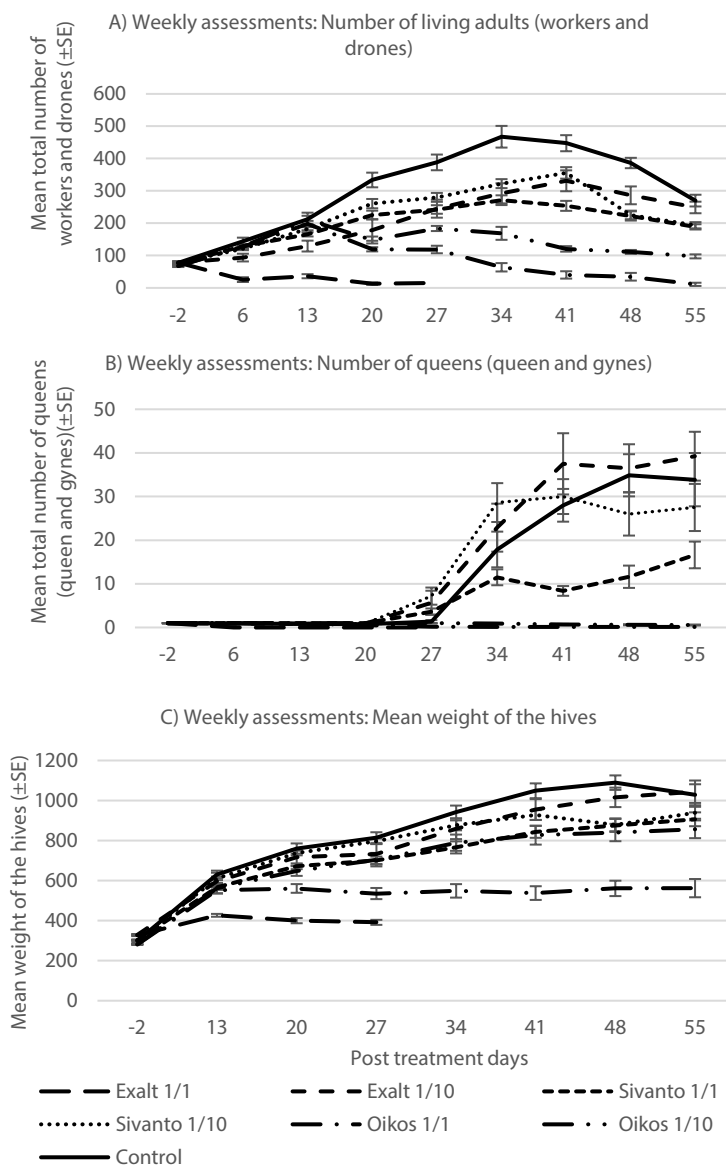 A) Weekly assessments: Number of living adults (workers and
drones)
Mean total number of
workers and drones (±SE)
600
500
400
300
200
100
0
-2 6 13 20 27 34 41 48 55
B) Weekly assessments: Number of queens (queen and gynes)
Mean total number of queens
(queen and gynes)(±SE)
50
40
30
20
10
0
-2 6 13 20 27 34 41 48 55
C) Weekly assessments: Mean weight of the hives
Mean weight of the hives (±SE)
1200
1000
800
600
400
200
0
-2 13 20 27 34 41 48 55
Post treatment days
Exalt 1/1 Exalt 1/10 Sivanto 1/1
Sivanto 1/10 Oikos 1/1 Oikos 1/10
Control